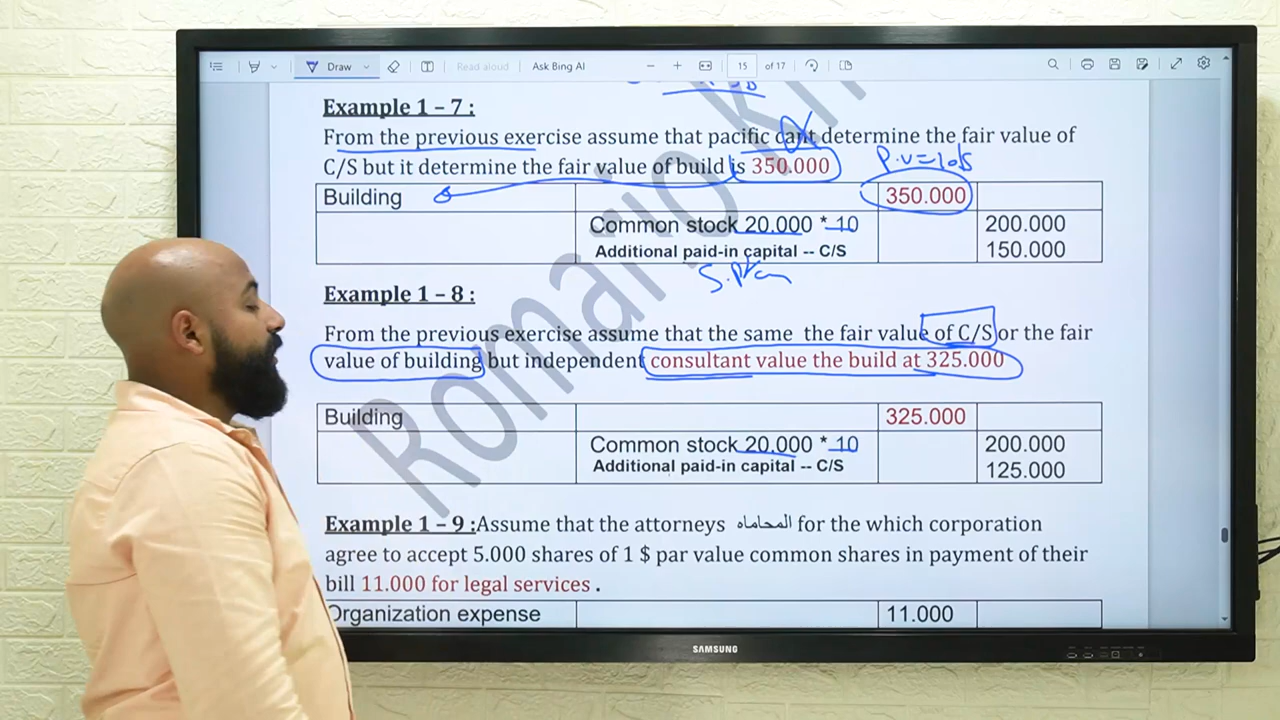 Draw
Read aloud
Ask Bing AI
15 of 17
Example 1 – 7 :
From the previous exercise assume that pacific cant determine the fair value of
C/S but it determine the fair value of build is 350.000
Building 350.000
Common stock 20.000 * 10 200.000
Additional paid-in capital -- C/S 150.000
Example 1 – 8 :
From the previous exercise assume that the same the fair value of C/S or the fair
value of building but independent consultant value the build at 325.000
Building 325.000
Common stock 20.000 * 10 200.000
Additional paid-in capital -- C/S 125.000
Example 1 – 9 :Assume that the attorneys المحاماه for the which corporation
agree to accept 5.000 shares of 1 $ par value common shares in payment of their
bill 11.000 for legal services .
Organization expense 11.000
Romario
SAMSUNG